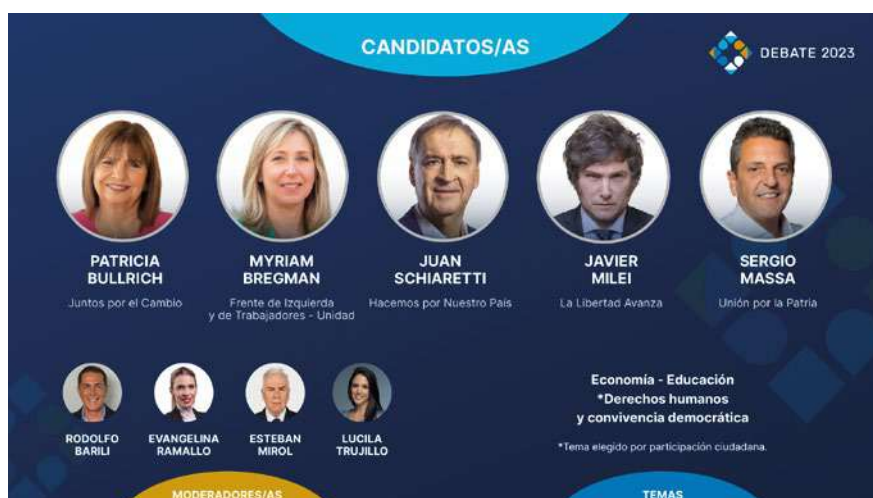 CANDIDATOS/AS
DEBATE 2023
PATRICIA
BULLRICH
Juntos por el Cambio
MYRIAM
BREGMAN
Frente de Izquierda
y de Trabajadores - Unidad
JUAN
SCHIARETTI
Hacemos por Nuestro País
JAVIER
MILEI
La Libertad Avanza
SERGIO
MASSA
Unión por la Patria
RODOLFO
BARILI
EVANGELINA
RAMALLO
ESTEBAN
MIROL
LUCILA
TRUJILLO
Economía - Educación
*Derechos humanos
y convivencia democrática
*Tema elegido por participación ciudadana.
MODERADORES/AS
TEMAS